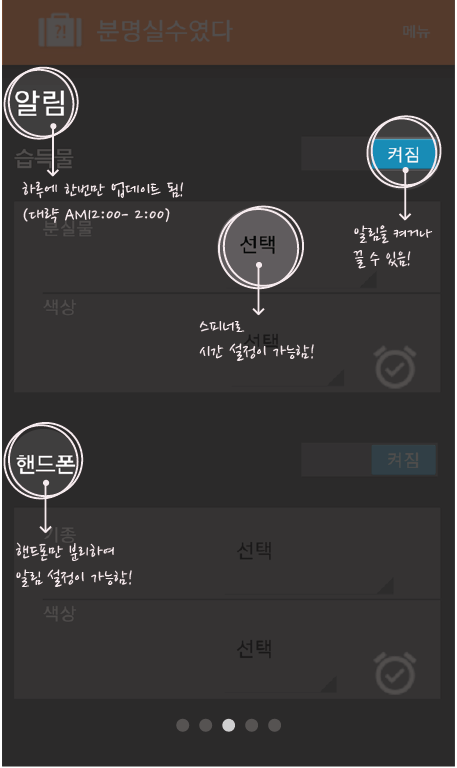 ?!
분명실수였다
메뉴
알림
습득물
켜짐
하루에 한번만 업데이트 됨!
(대략 AM12:00- 2:00)
알림을 켜거나
끌 수 있음!
분실물
선택
색상
스피너로
시간 설정이 가능함!
선택
핸드폰
켜짐
핸드폰만 분리하여
알림 설정이 가능함!
기종
선택
색상
선택